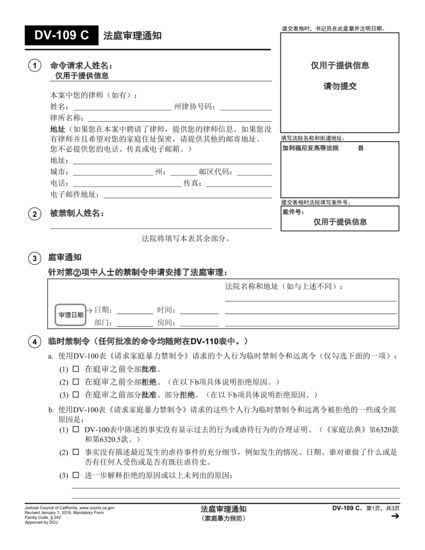 DV-109 C 法庭审理通知
递交表格时，书记员在此盖章并注明日期。
仅用于提供信息
请勿提交
1 命令请求人姓名：
仅用于提供信息
本案中您的律师（如有）：
姓名： 州律协号码：
律所名称：
地址（如果您在本案中聘请了律师，提供您的律师信息。如果您没
有律师并且希望对您的家庭住址保密，请提供其他的邮寄地址。
您不必提供您的电话、传真或电子邮箱。）
地址：
城市： 州： 邮区代码：
电话： 传真：
电子邮件地址：
填写法院名称和街道地址：
加利福尼亚高等法院 县
提交表格时法院填写案件号。
案件号：
仅用于提供信息
2 被禁制人姓名：
法院将填写本表其余部分。
3 庭审通知
针对第②项中人士的禁制令申请安排了法庭审理：
法院名称和地址（如与上述不同）：
审理日期
日期： 时间：
部门： 房间：
4 临时禁制令（任何批准的命令均随附在DV-110表中。）
a. 使用DV-100表《请求家庭暴力禁制令》请求的个人行为临时禁制令和远离令（仅勾选下面的一项）：
(1) □ 在庭审之前全部批准。
(2) □ 在庭审之前全部拒绝。（在以下b项具体说明拒绝原因。）
(3) □ 在庭审之前部分批准、部分拒绝。（在以下b项具体说明拒绝原因。）
b. 使用DV-100表《请求家庭暴力禁制令》请求的这些个人行为临时禁制令和远离令被拒绝的一些或全部
原因是：
(1) □ DV-100表中陈述的事实没有显示过去的行为或虐待行为的合理证明。（《家庭法典》第6320款
和第6320.5款。）
(2) □ 事实没有描述最近发生的虐待事件的充分细节，例如发生的情况、日期、谁对谁做了什么或是
否有任何人受伤或是否有既往虐待史。
(3) □ 进一步解释拒绝的原因或以上未列出的原因：
Judicial Council of California, www.courts.ca.gov
Revised January 1, 2019, Mandatory Form
Family Code, § 242
Approved by DOJ
法庭审理通知
（家庭暴力预防）
DV-109 C，第1页，共3页
➔